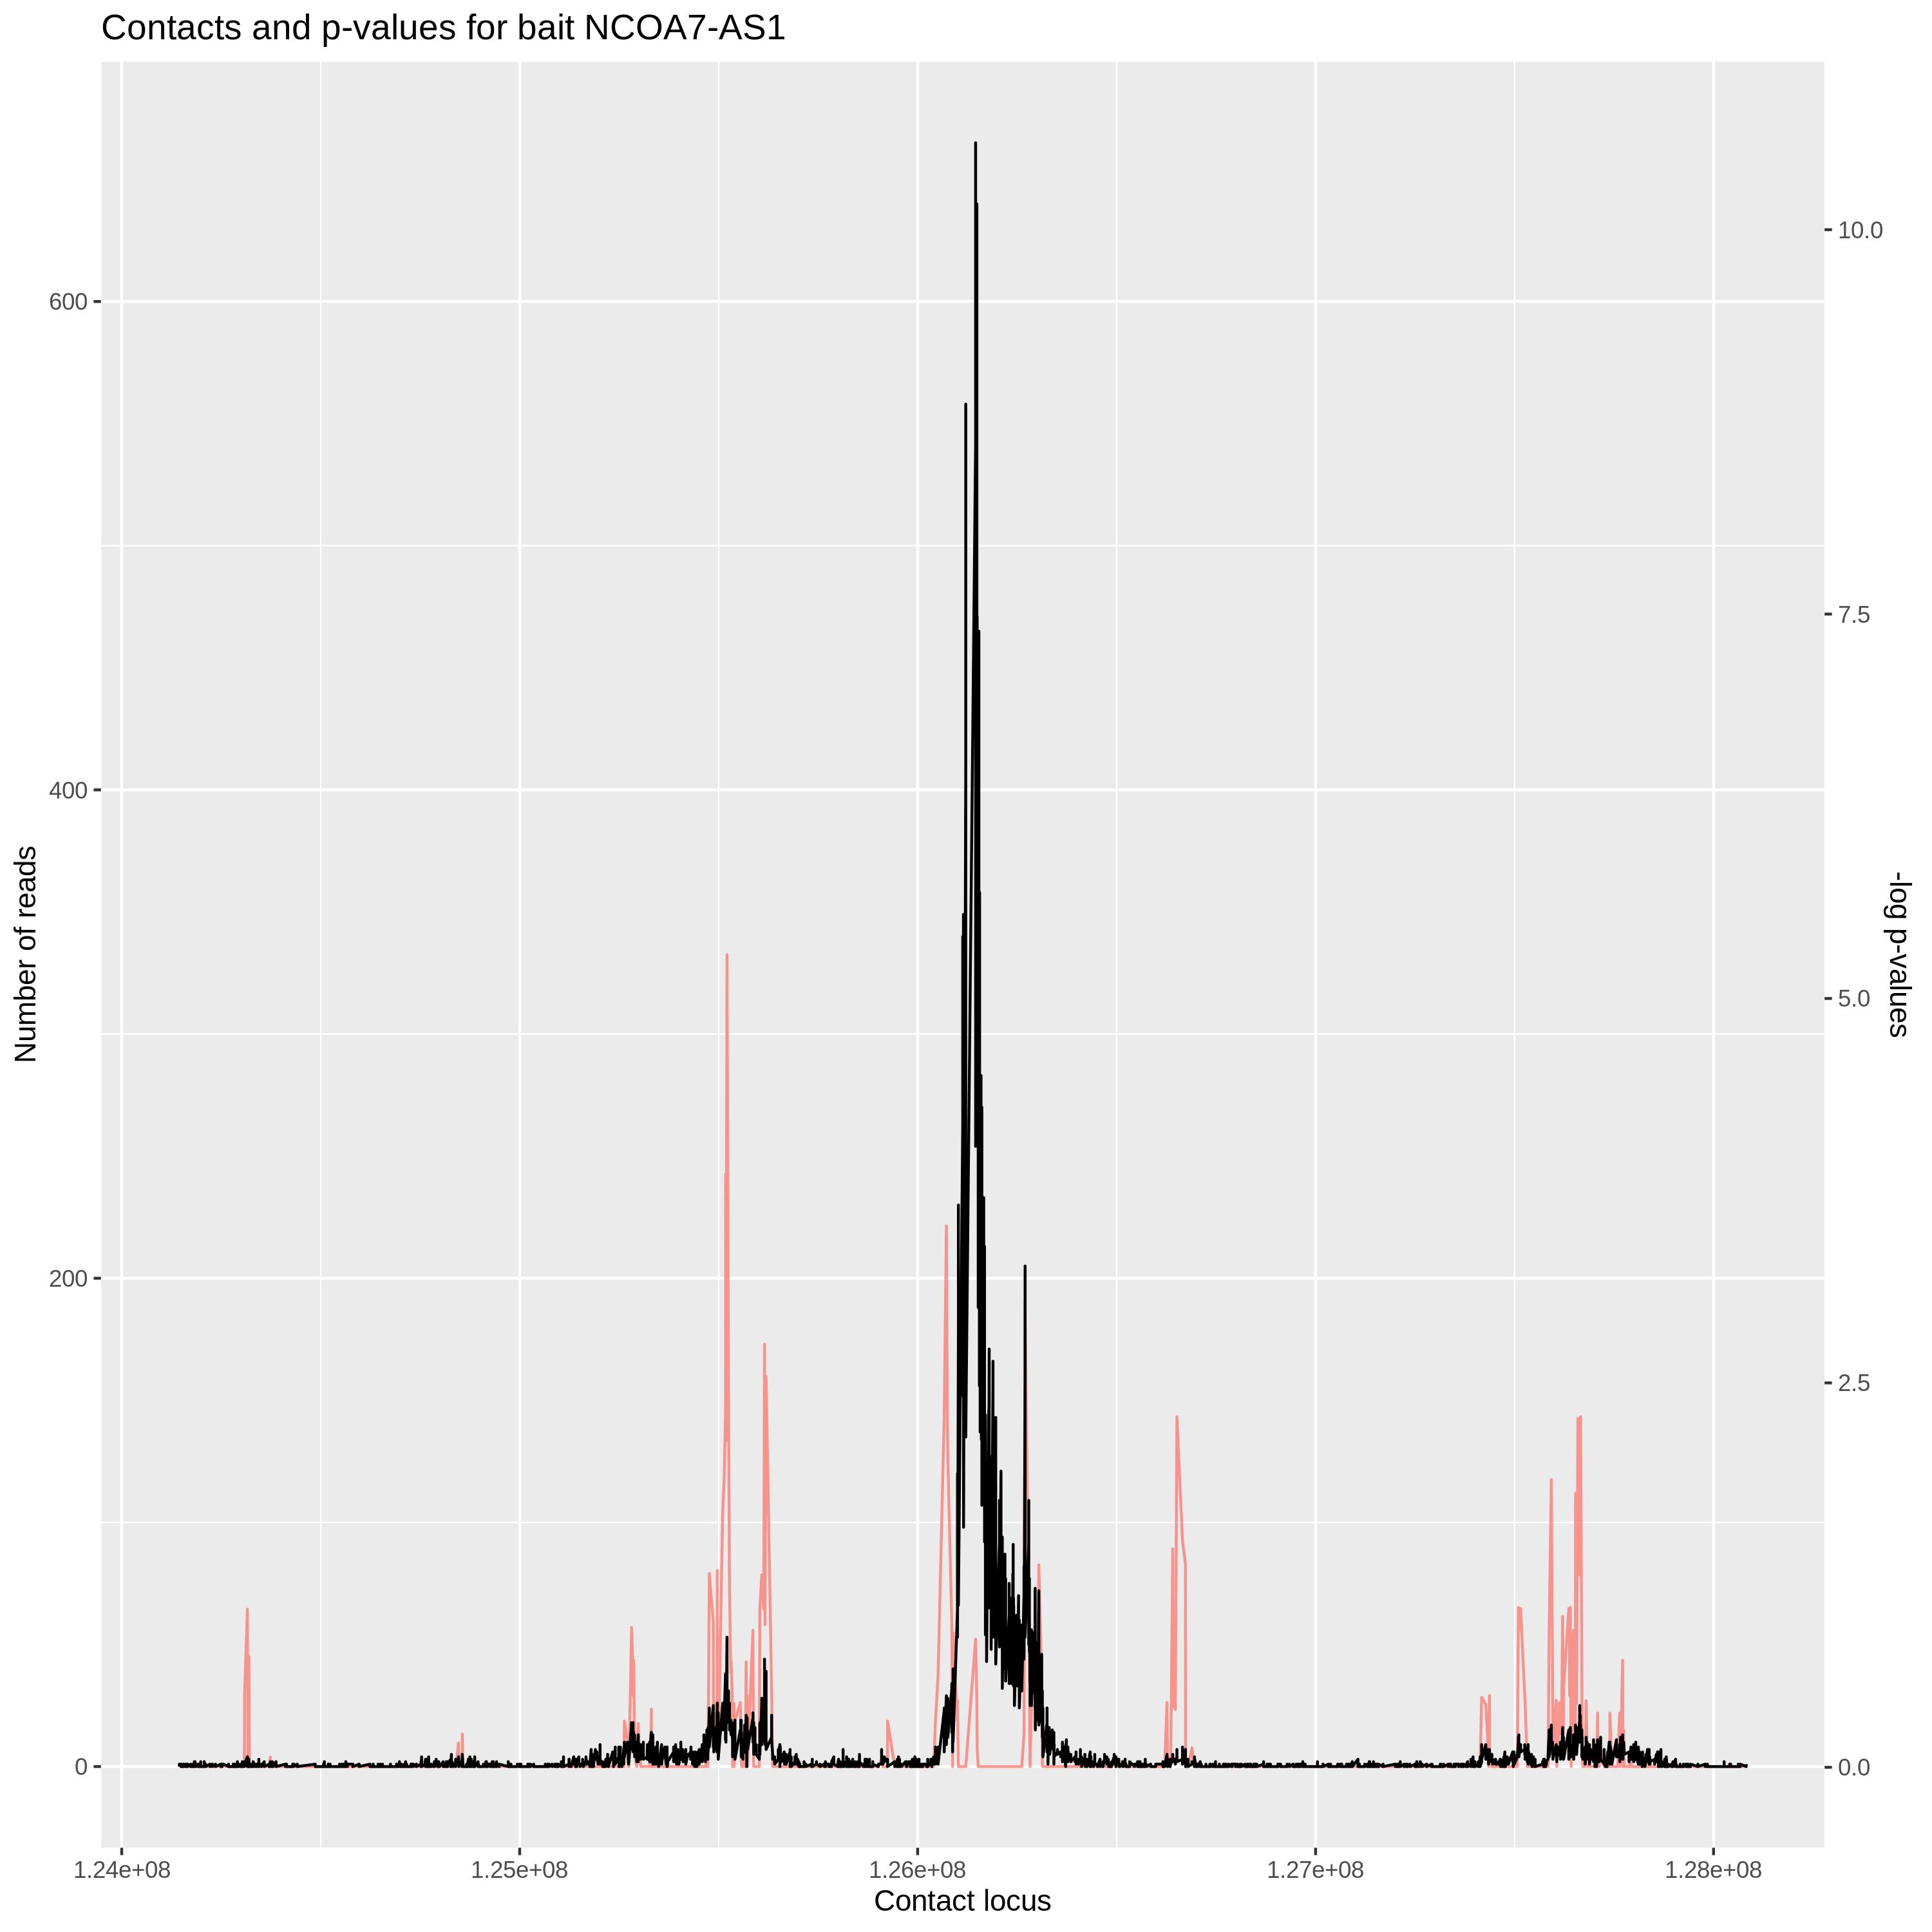 Contacts and p-values for bait NCOA7-AS1
600
400
200
0
Number of reads
10.0
7.5
5.0
2.5
0.0
-log p-values
1.24e+08
1.25e+08
1.26e+08
1.27e+08
1.28e+08
Contact locus